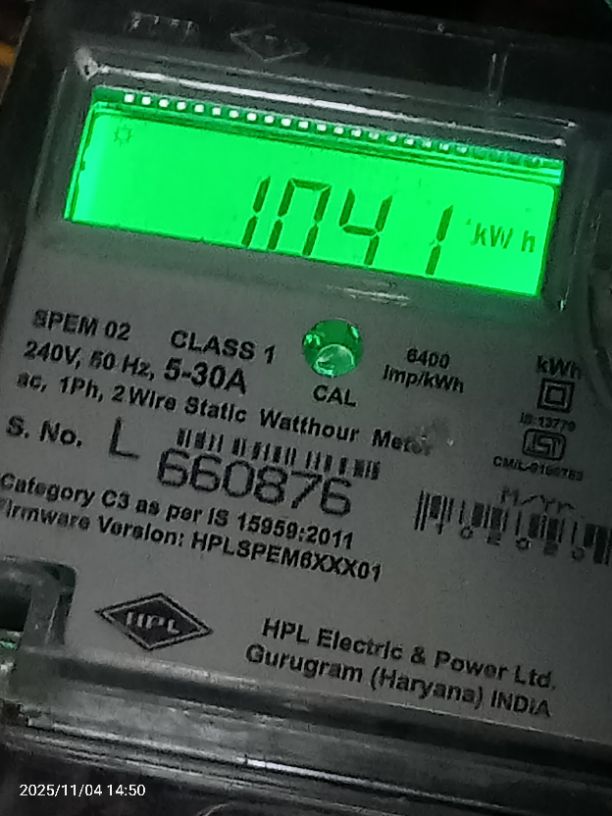 1041 kWh
SPEM 02 CLASS 1
240V, 50 Hz, 5-30A
CAL
6400
imp/kWh
kWh
ac, 1Ph, 2Wire Static Watthour Meter
IS:13779
S. No. L 660876
Category C3 as per IS 15959:2011
Firmware Version: HPLSPEM6XXX01
HPL
HPL Electric & Power Ltd.
Gurugram (Haryana) INDiA
2025/11/04 14:50